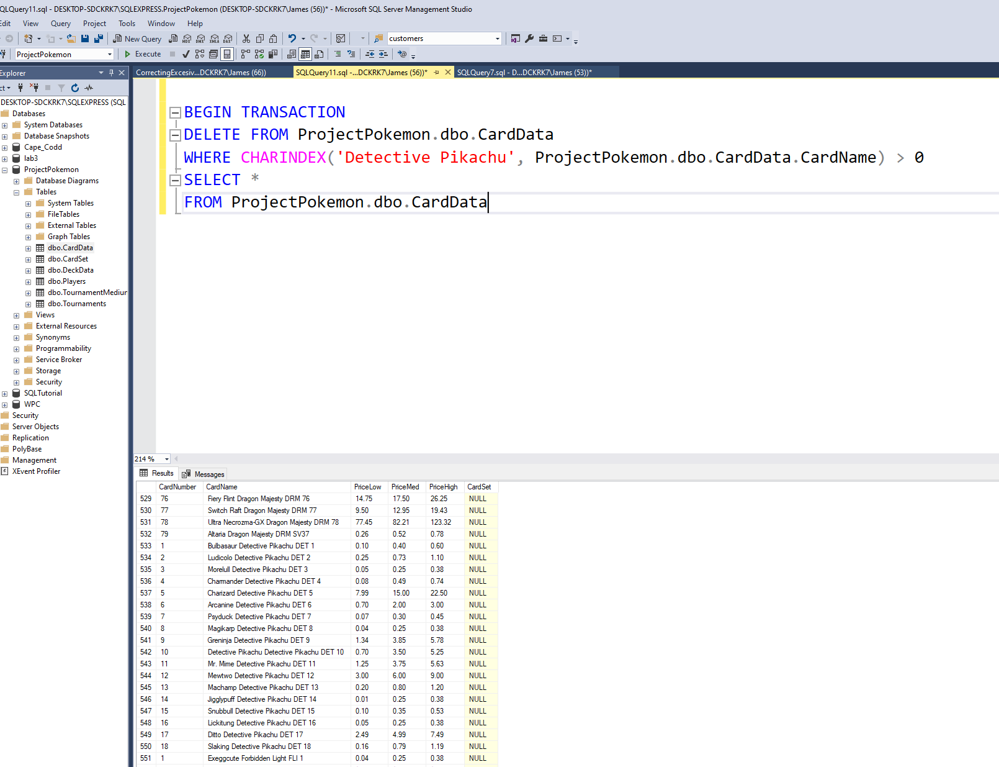 QLQuery11.sql - DESKTOP-SDCKRK7\SQLEXPRESS.ProjectPokemon (DESKTOP-SDCKRK7\James (56))* - Microsoft SQL Server Management Studio
Edit View Query Project Tools Window Help
New Query MDX DMX XMLA DAX customers
ProjectPokemon Execute
Explorer
CorrectingExcesiv...DCKRK7\James (66)) SQLQuery11.sql -...DCKRK7\James (56))* SQLQuery7.sql - D...DCKRK7\James (53))*
ct
DESKTOP-SDCKRK7\SQLEXPRESS (SQL
Databases
System Databases
Database Snapshots
Cape_Codd
lab3
ProjectPokemon
Database Diagrams
Tables
System Tables
FileTables
External Tables
Graph Tables
dbo.CardData
dbo.CardSet
dbo.DeckData
dbo.Players
dbo.TournamentMediur
dbo.Tournaments
Views
External Resources
Synonyms
Programmability
Service Broker
Storage
Security
SQLTutorial
WPC
Security
Server Objects
Replication
PolyBase
Management
XEvent Profiler
BEGIN TRANSACTION
DELETE FROM ProjectPokemon.dbo.CardData
WHERE CHARINDEX('Detective Pikachu', ProjectPokemon.dbo.CardData.CardName) > 0
SELECT *
FROM ProjectPokemon.dbo.CardData
214 %
Results Messages
CardNumber CardName PriceLow PriceMed PriceHigh CardSet
529 76 Fiery Flint Dragon Majesty DRM 76 14.75 17.50 26.25 NULL
530 77 Switch Raft Dragon Majesty DRM 77 9.50 12.95 19.43 NULL
531 78 Ultra Necrozma-GX Dragon Majesty DRM 78 77.45 82.21 123.32 NULL
532 79 Altaria Dragon Majesty DRM SV37 0.26 0.52 0.78 NULL
533 1 Bulbasaur Detective Pikachu DET 1 0.10 0.40 0.60 NULL
534 2 Ludicolo Detective Pikachu DET 2 0.25 0.73 1.10 NULL
535 3 Morelull Detective Pikachu DET 3 0.05 0.25 0.38 NULL
536 4 Charmander Detective Pikachu DET 4 0.08 0.49 0.74 NULL
537 5 Charizard Detective Pikachu DET 5 7.99 15.00 22.50 NULL
538 6 Arcanine Detective Pikachu DET 6 0.70 2.00 3.00 NULL
539 7 Psyduck Detective Pikachu DET 7 0.07 0.30 0.45 NULL
540 8 Magikarp Detective Pikachu DET 8 0.04 0.25 0.38 NULL
541 9 Greninja Detective Pikachu DET 9 1.34 3.85 5.78 NULL
542 10 Detective Pikachu Detective Pikachu DET 10 0.70 3.50 5.25 NULL
543 11 Mr. Mime Detective Pikachu DET 11 1.25 3.75 5.63 NULL
544 12 Mewtwo Detective Pikachu DET 12 3.00 6.00 9.00 NULL
545 13 Machamp Detective Pikachu DET 13 0.20 0.80 1.20 NULL
546 14 Jigglypuff Detective Pikachu DET 14 0.01 0.25 0.38 NULL
547 15 Snubbull Detective Pikachu DET 15 0.10 0.35 0.53 NULL
548 16 Lickitung Detective Pikachu DET 16 0.05 0.25 0.38 NULL
549 17 Ditto Detective Pikachu DET 17 2.49 4.99 7.49 NULL
550 18 Slaking Detective Pikachu DET 18 0.16 0.79 1.19 NULL
551 1 Exeggcute Forbidden Light FLI 1 0.04 0.25 0.38 NULL